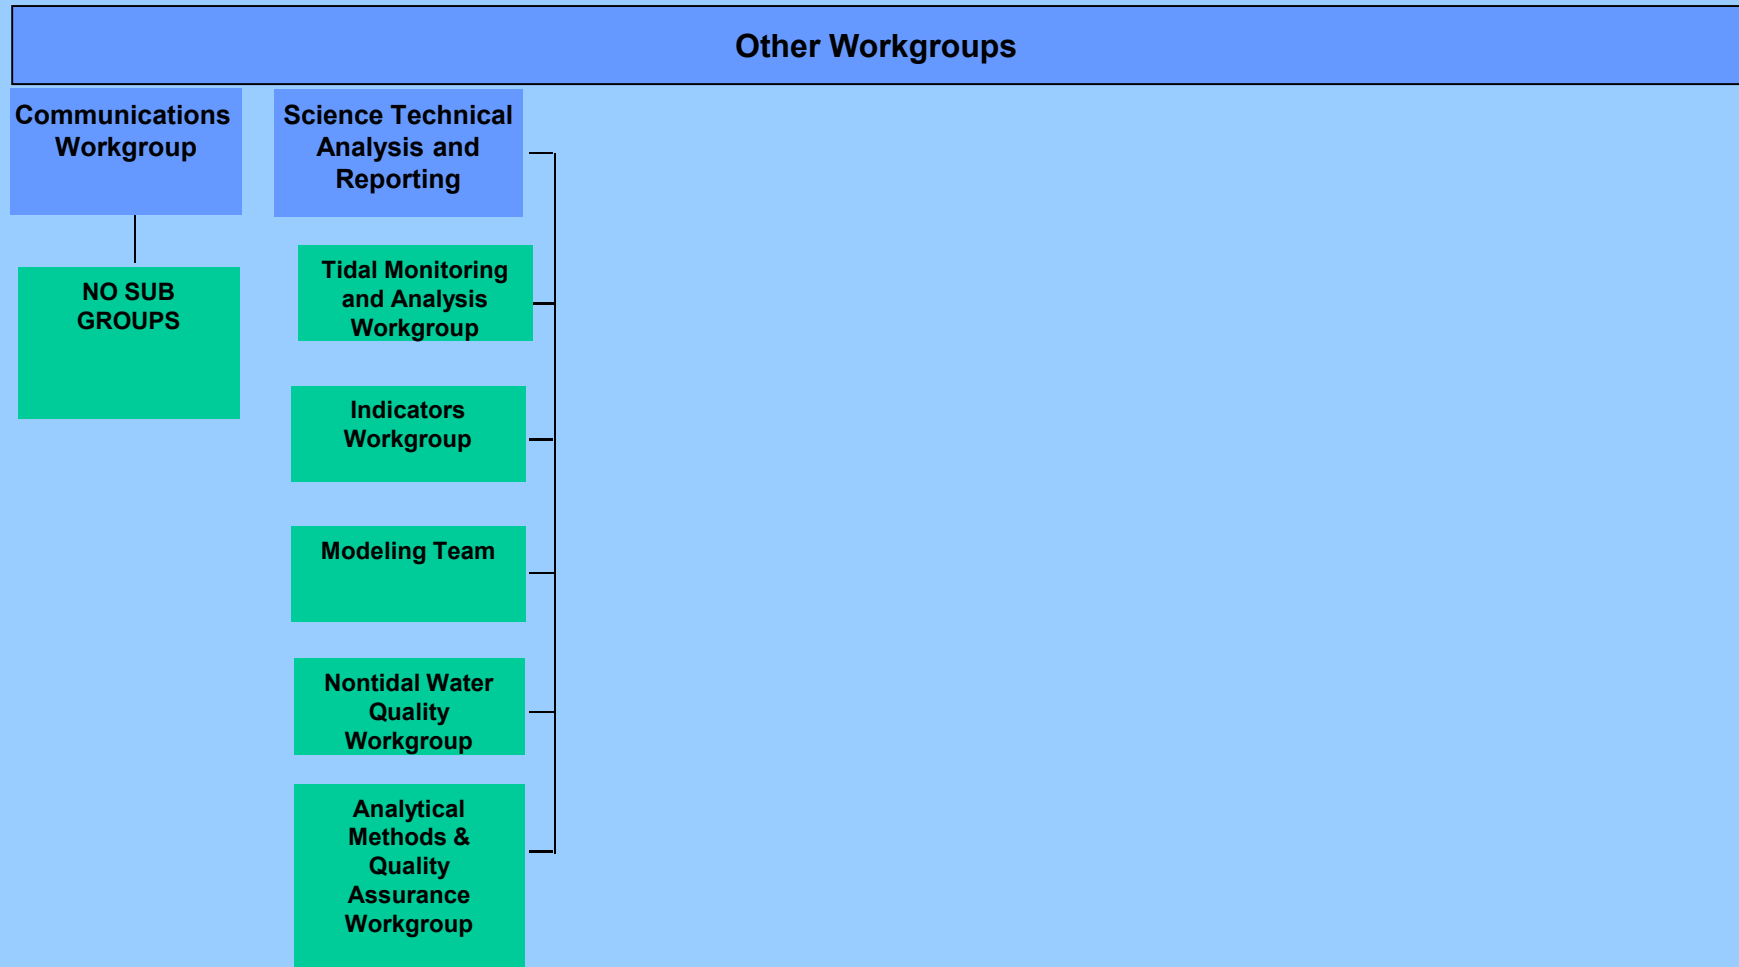 Other Workgroups
Communications
Workgroup
NO SUB
GROUPS
Science Technical
Analysis and
Reporting
Tidal Monitoring
and Analysis
Workgroup
Indicators
Workgroup
Modeling Team
Nontidal Water
Quality
Workgroup
Analytical
Methods &
Quality
Assurance
Workgroup